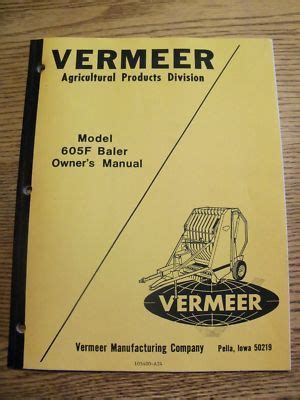 VERMEER
Agricultural Products Division
Model
605F Baler
Owner's Manual
VERMEER
Vermeer Manufacturing Company Pella, Iowa 50219